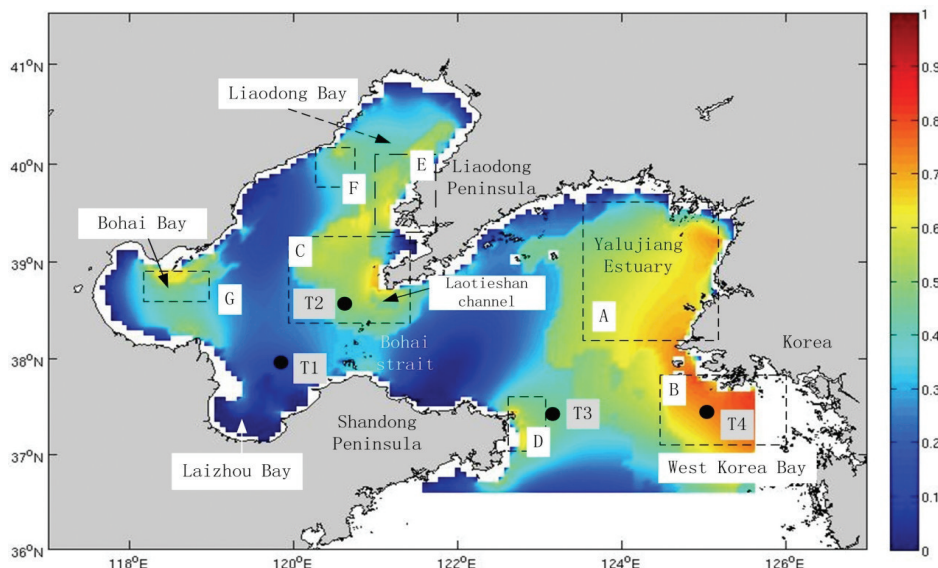 41°N
40°N
39°N
38°N
37°N
36°N
118°E
120°E
122°E
124°E
126°E
Liaodong Bay
Liaodong
Peninsula
E
F
Bohai Bay
C
G
T2
Laotieshan
channel
Yalujiang
Estuary
A
Bohai
strait
T1
Korea
B
T3
T4
D
Shandong
Peninsula
Laizhou Bay
West Korea Bay
1
0.9
0.8
0.7
0.6
0.5
0.4
0.3
0.2
0.1
0